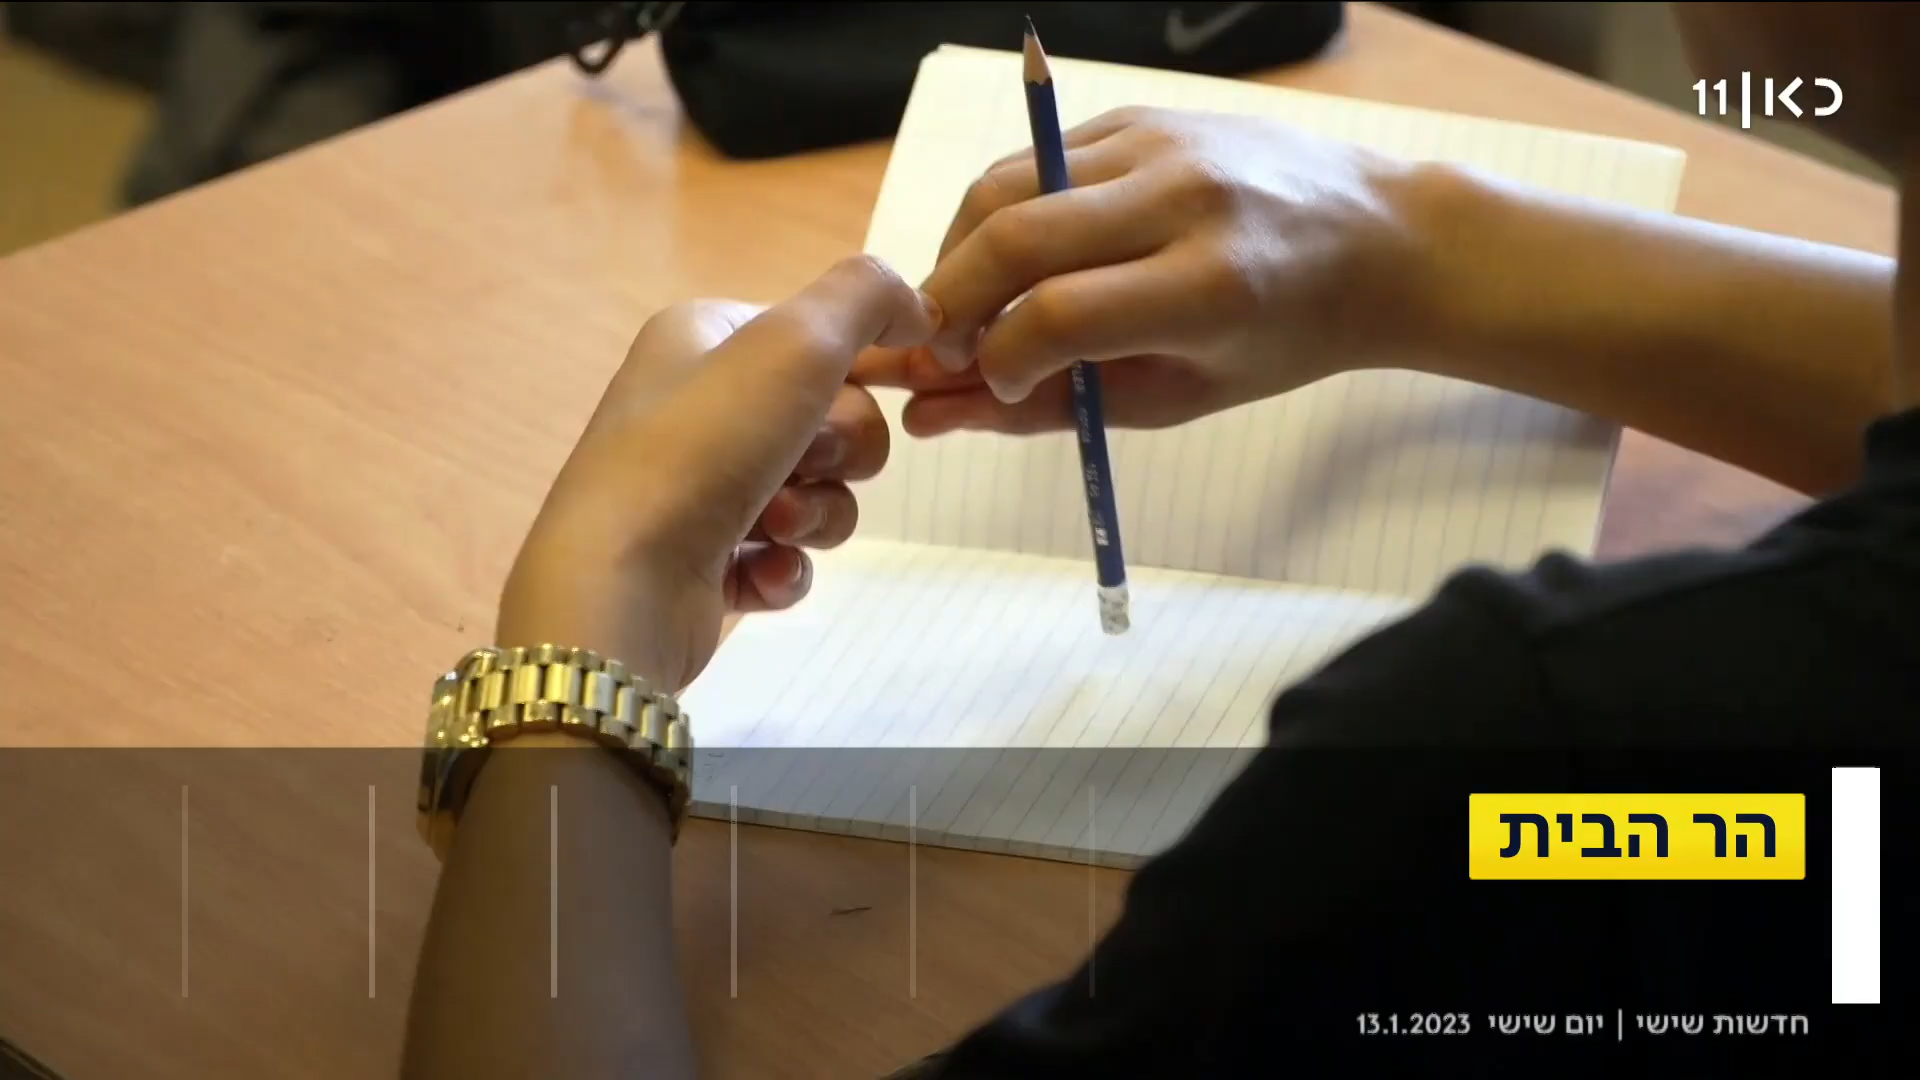 כאן|11
הר הבית
חדשות שישי | יום שישי 13.1.2023